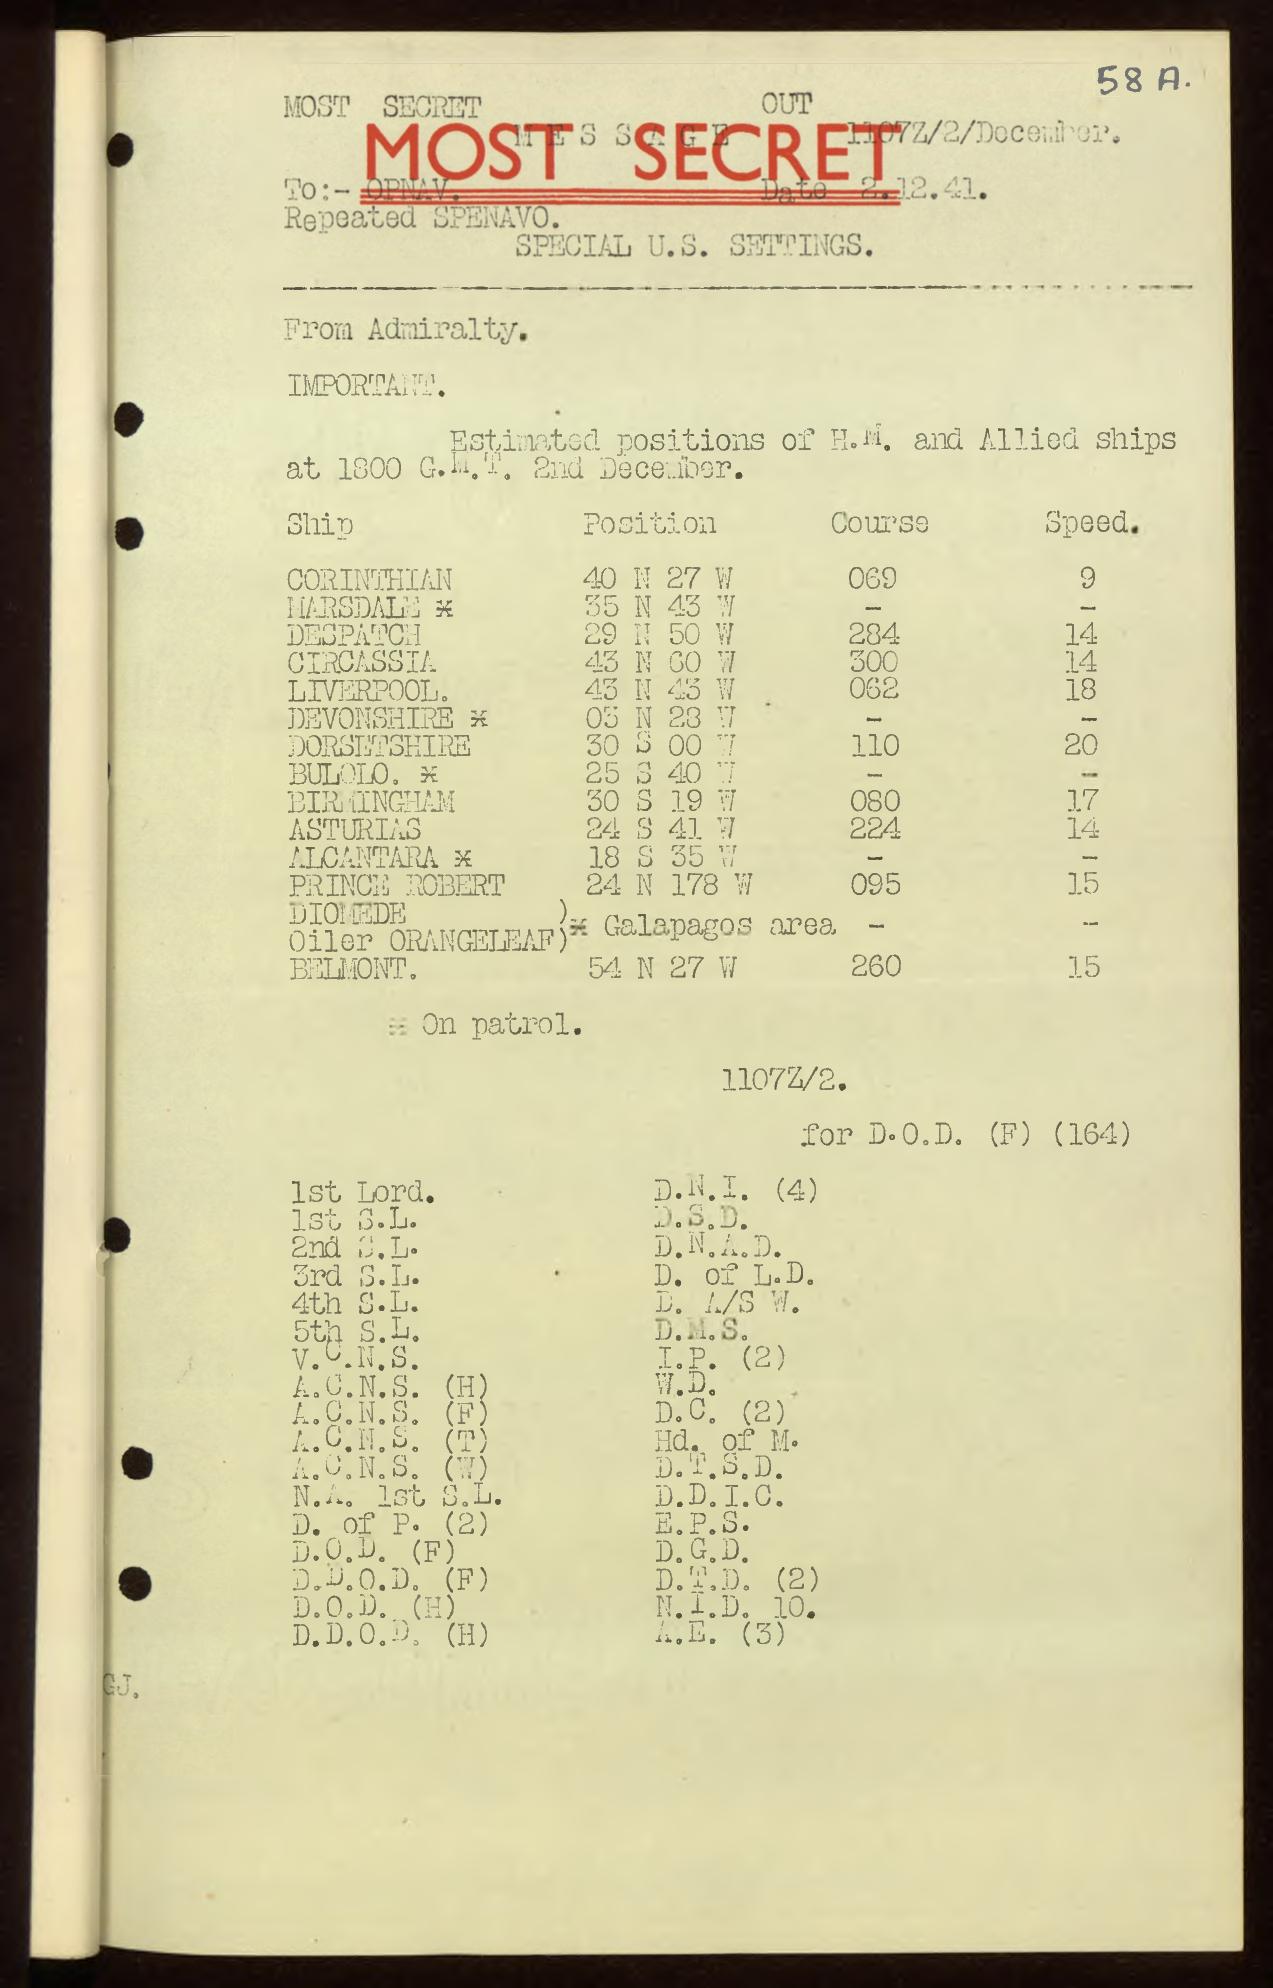 58 A.
MOST SECRET OUT
MESSAGE 1107Z/2/December.
MOST SECRET
To:- OPNAV. Date 2.12.41.
Repeated SPENAVO.
SPECIAL U.S. SETTINGS.
From Admiralty.
IMPORTANT.
Estimated positions of H.M. and Allied ships
at 1800 G.M.T. 2nd December.
Ship Position Course Speed.
CORINTHIAN 40 N 27 W 069 9
MARSDALE x 35 N 43 W - -
DESPATCH 29 N 50 W 284 14
CIRCASSIA 43 N 60 W 300 14
LIVERPOOL. 43 N 43 W 062 18
DEVONSHIRE x 03 N 28 W - -
DORSETSHIRE 30 S 00 W 110 20
BULOLO. x 25 S 40 W - -
BIRMINGHAM 30 S 19 W 080 17
ASTURIAS 24 S 41 W 224 14
ALCANTARA x 18 S 35 W - -
PRINCE ROBERT 24 N 178 W 095 15
DIOMEDE )
Oiler ORANGELEAF) x Galapagos area - -
BELMONT. 54 N 27 W 260 15
x On patrol.
1107Z/2.
for D.O.D. (F) (164)
1st Lord. D.N.I. (4)
1st S.L. D.S.D.
2nd S.L. D.N.A.D.
3rd S.L. D. of L.D.
4th S.L. D. A/S W.
5th S.L. D.M.S.
V.C.N.S. I.P. (2)
A.C.N.S. (H) W.D.
A.C.N.S. (F) D.C. (2)
A.C.N.S. (T) Hd. of M.
A.C.N.S. (W) D.T.S.D.
N.A. 1st S.L. D.D.I.C.
D. of P. (2) E.P.S.
D.O.D. (F) D.G.D.
D.D.O.D. (F) D.T.D. (2)
D.O.D. (H) N.I.D. 10.
D.D.O.D. (H) A.E. (3)
GJ.